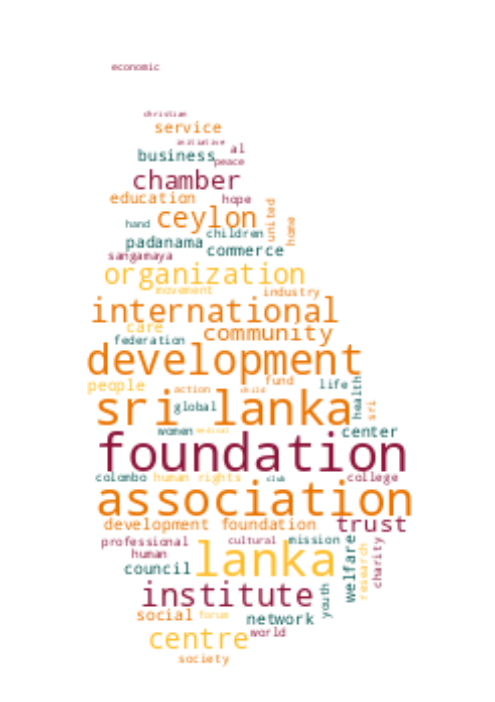 economic
christian
service
initiative
business
al
peace
chamber
education
hope
ceylon
united
home
hand
children
padanama
commerce
sangamaya
organization
movement
industry
international
care
community
federation
development
people
action
child
fund
life
health
sri lanka
global
sri
women
medical
center
foundation
colombo
human rights
club
college
association
development foundation
trust
professional
cultural
mission
human
lanka
welfare
research
charity
council
institute
youth
social
forum
network
centre
world
society